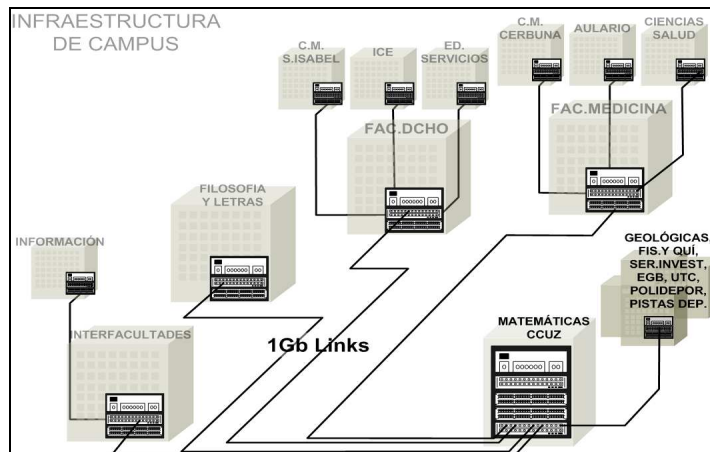 INFRAESTRUCTURA
DE CAMPUS
C.M.
S.ISABEL
ICE
ED.
SERVICIOS
C.M.
CERBUNA
AULARIO
CIENCIAS
SALUD
FAC.DCHO
FAC.MEDICINA
FILOSOFIA
Y LETRAS
INFORMACIÓN
GEOLÓGICAS,
FIS.Y QUÍ,
SER.INVEST,
EGB, UTC,
POLIDEPOR,
PISTAS DEP.
INTERFACULTADES
1Gb Links
MATEMÁTICAS
CCUZ